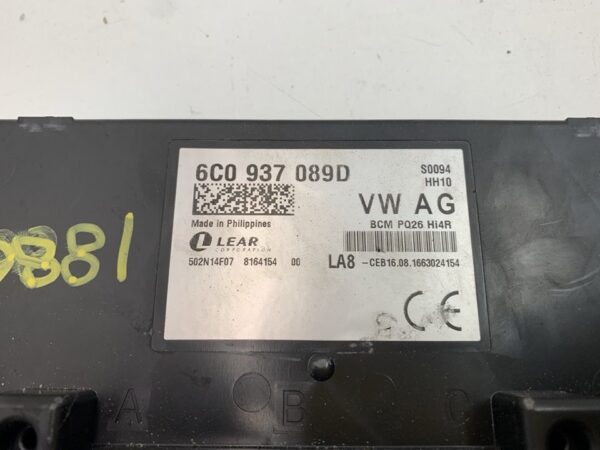 6C0 937 089D
S0094
HH10
VW AG
Made in Philippines
BCM PQ26 Hi4R
LEAR
CORPORATION
502N14F07 8164154 00
LA8 -CEB16.08.1663024154
CE
881
A B C